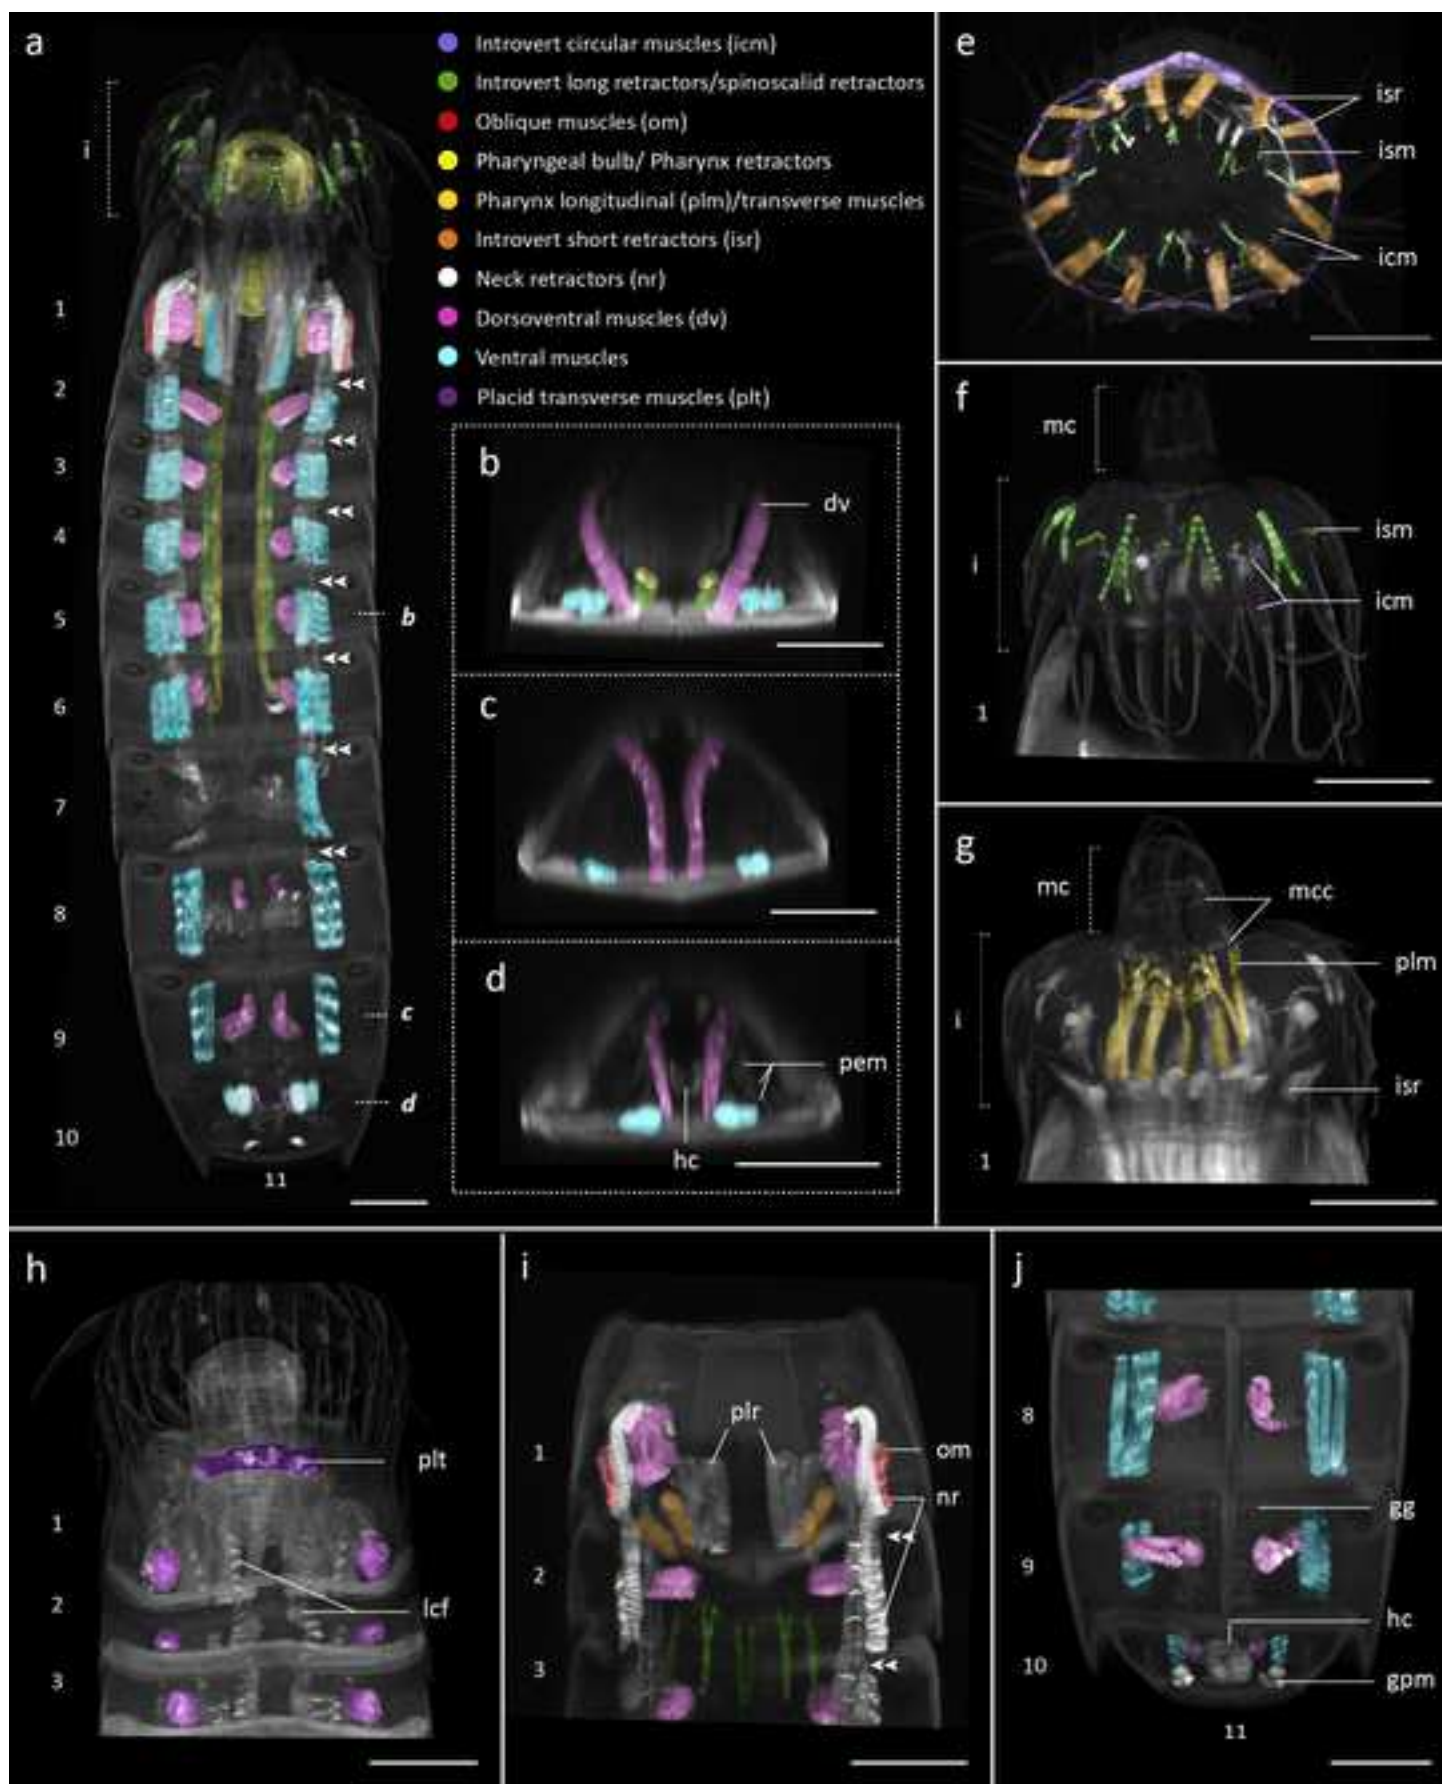 a
Introvert circular muscles (icm)
Introvert long retractors/spinoscalid retractors
Oblique muscles (om)
Pharyngeal bulb/ Pharynx retractors
Pharynx longitudinal (plm)/transverse muscles
Introvert short retractors (isr)
Neck retractors (nr)
Dorsoventral muscles (dv)
Ventral muscles
Placid transverse muscles (plt)
i
1
2
3
4
5
6
7
8
9
10
11
b
c
d
b
dv
c
d
pem
hc
e
isr
ism
icm
f
mc
i
ism
icm
1
g
mc
mcc
plm
i
isr
1
h
plt
1
2
lcf
3
i
plr
1
om
nr
2
3
j
8
gg
9
hc
10
gpm
11